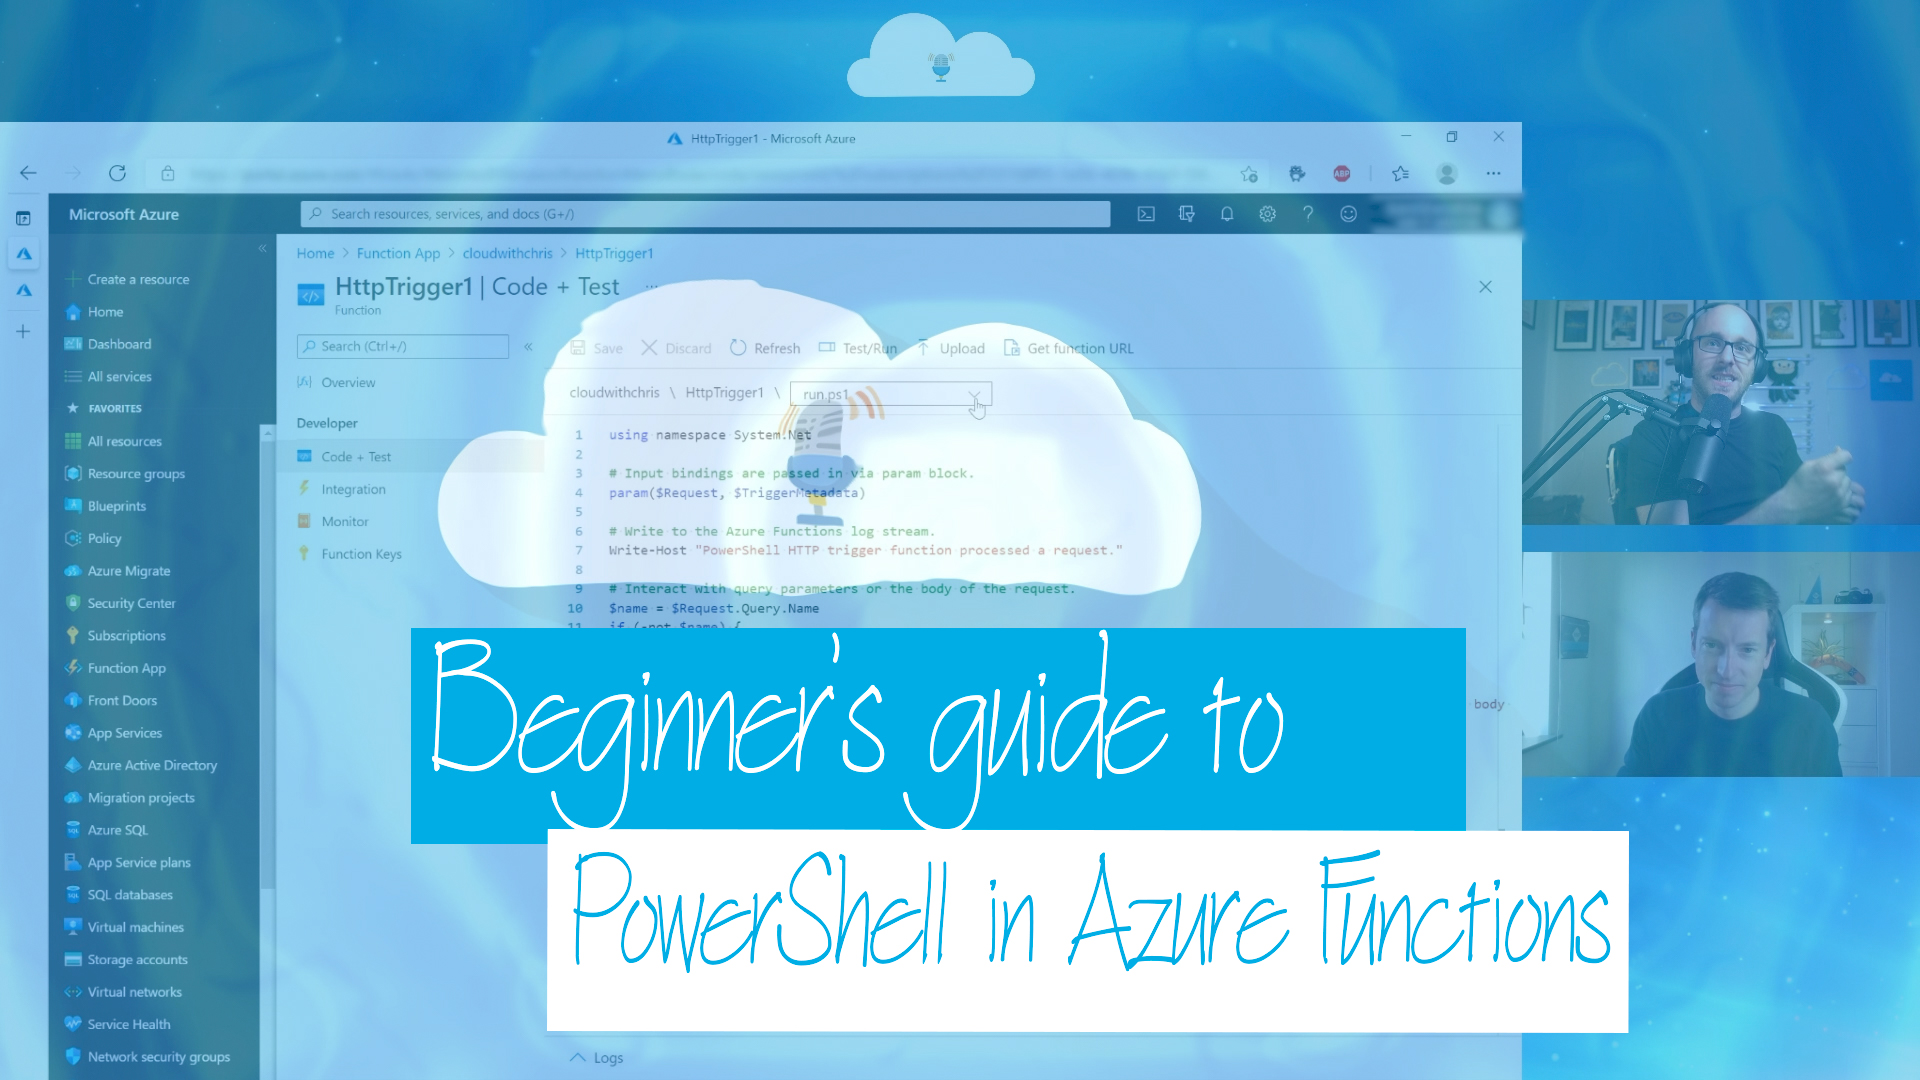 HttpTrigger1 - Microsoft Azure
ABP
Microsoft Azure
Search resources, services, and docs (G+/)
Home > Function App > cloudwithchris > HttpTrigger1
HttpTrigger1 | Code + Test
Function
Search (Ctrl+/)
Overview
Developer
Code + Test
Integration
Monitor
Function Keys
Create a resource
Home
Dashboard
All services
FAVORITES
All resources
Resource groups
Blueprints
Policy
Azure Migrate
Security Center
Subscriptions
Function App
Front Doors
App Services
Azure Active Directory
Migration projects
Azure SQL
App Service plans
SQL databases
Virtual machines
Storage accounts
Virtual networks
Service Health
Network security groups
Save Discard Refresh Test/Run Upload Get function URL
cloudwithchris \ HttpTrigger1 \ run.ps1
1 using namespace System.Net
2
3 # Input bindings are passed in via param block.
4 param($Request, $TriggerMetadata)
5
6 # Write to the Azure Functions log stream.
7 Write-Host "PowerShell HTTP trigger function processed a request."
8
9 # Interact with query parameters or the body of the request.
10 $name = $Request.Query.Name
11 if (-not $name) {
body
Beginner's guide to
PowerShell in Azure Functions
Logs